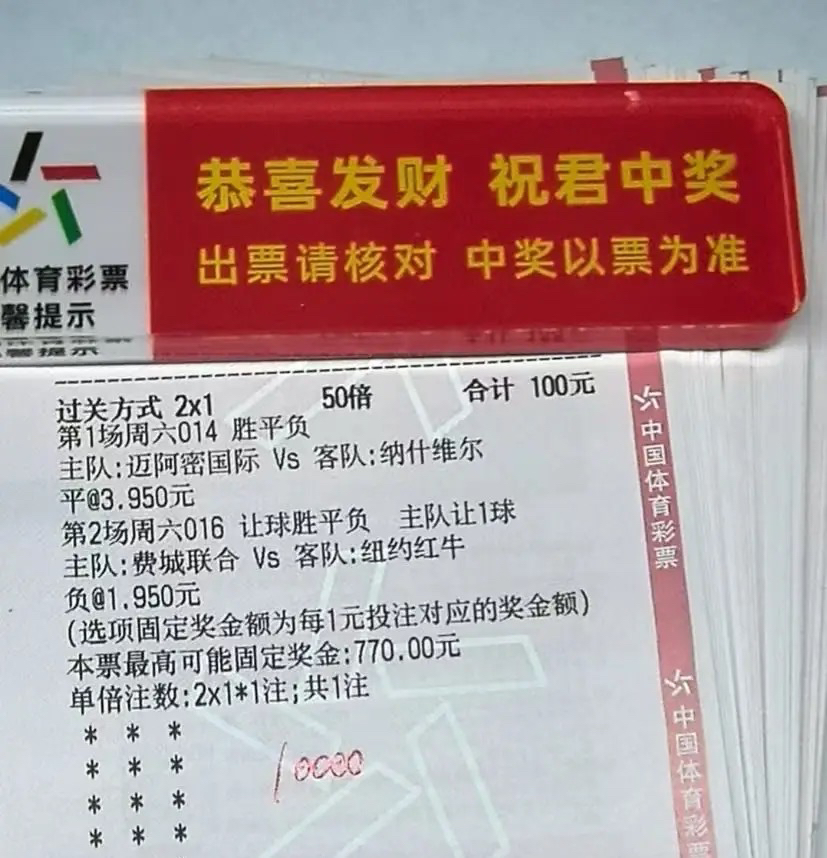 恭喜发财 祝君中奖
出票请核对 中奖以票为准
体育彩票
馨提示
过关方式 2x1 50倍 合计 100元
第1场周六014 胜平负
主队:迈阿密国际 Vs 客队:纳什维尔
平@3.950元
第2场周六016 让球胜平负 主队让1球
主队:费城联合 Vs 客队:纽约红牛
负@1.950元
(选项固定奖金额为每1元投注对应的奖金额)
本票最高可能固定奖金:770.00元
单倍注数:2x1*1注;共1注
* * *
* * *
* * *
* * *
10000
中国体育彩票
中国体育彩票